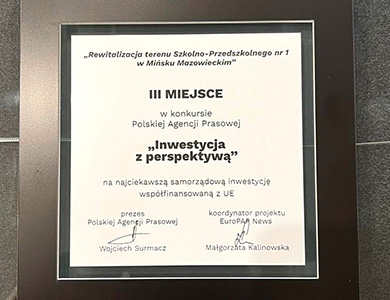 „Rewitalizacja terenu Szkolno-Przedszkolnego nr 1
w Mińsku Mazowieckim”
III MIEJSCE
w konkursie
Polskiej Agencji Prasowej
„Inwestycja
z perspektywą”
na najciekawszą samorządową inwestycję
współfinansowaną z UE
prezes
Polskiej Agencji Prasowej
Wojciech Surmacz
koordynator projektu
EuroPAP News
Małgorzata Kalinowska